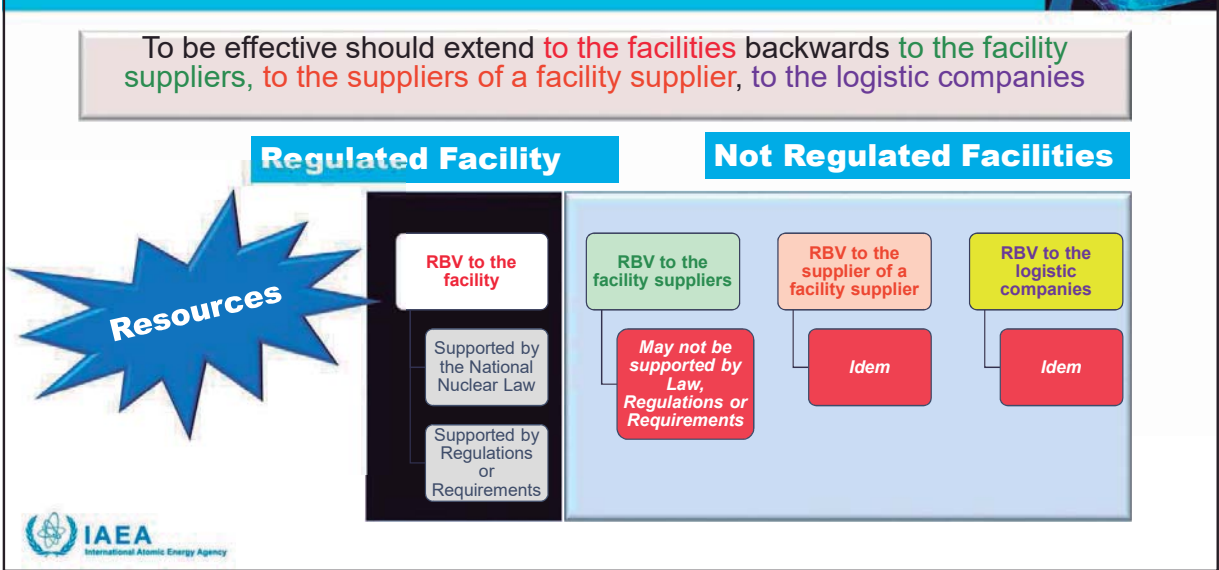 To be effective should extend to the facilities backwards to the facility
suppliers, to the suppliers of a facility supplier, to the logistic companies
Regulated Facility
Not Regulated Facilities
Resources
RBV to the
facility
Supported by
the National
Nuclear Law
Supported by
Regulations
or
Requirements
RBV to the
facility suppliers
May not be
supported by
Law,
Regulations or
Requirements
RBV to the
supplier of a
facility supplier
Idem
RBV to the
logistic
companies
Idem
IAEA
International Atomic Energy Agency